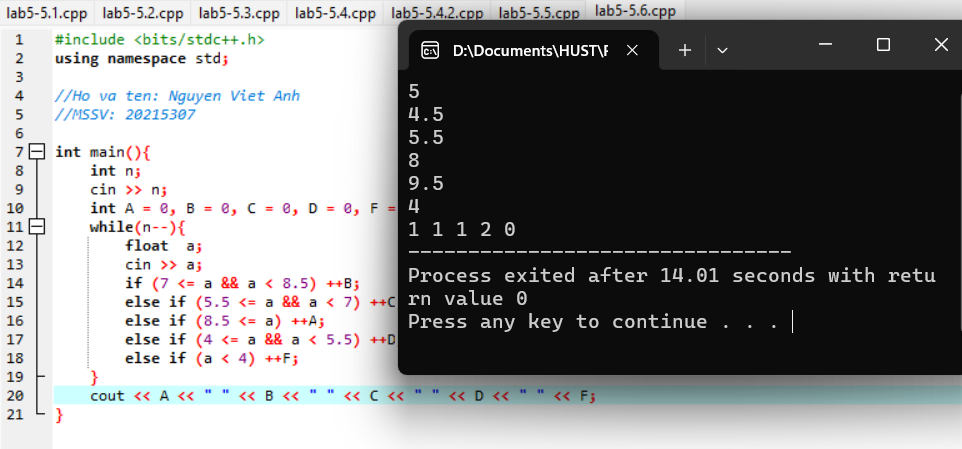 lab5-5.1.cpp lab5-5.2.cpp lab5-5.3.cpp lab5-5.4.cpp lab5-5.4.2.cpp lab5-5.5.cpp lab5-5.6.cpp
1 #include <bits/stdc++.h>
2 using namespace std;
3
4 //Ho va ten: Nguyen Viet Anh
5 //MSSV: 20215307
6
7 int main(){
8 int n;
9 cin >> n;
10 int A = 0, B = 0, C = 0, D = 0, F =
11 while(n--){
12 float a;
13 cin >> a;
14 if (7 <= a && a < 8.5) ++B;
15 else if (5.5 <= a && a < 7) ++C
16 else if (8.5 <= a) ++A;
17 else if (4 <= a && a < 5.5) ++D
18 else if (a < 4) ++F;
19 }
20 cout << A << " " << B << " " << C << " " << D << " " << F;
21 }
D:\Documents\HUST\F
5
4.5
5.5
8
9.5
4
1 1 1 2 0
--------------------------------
Process exited after 14.01 seconds with retu
rn value 0
Press any key to continue . . .